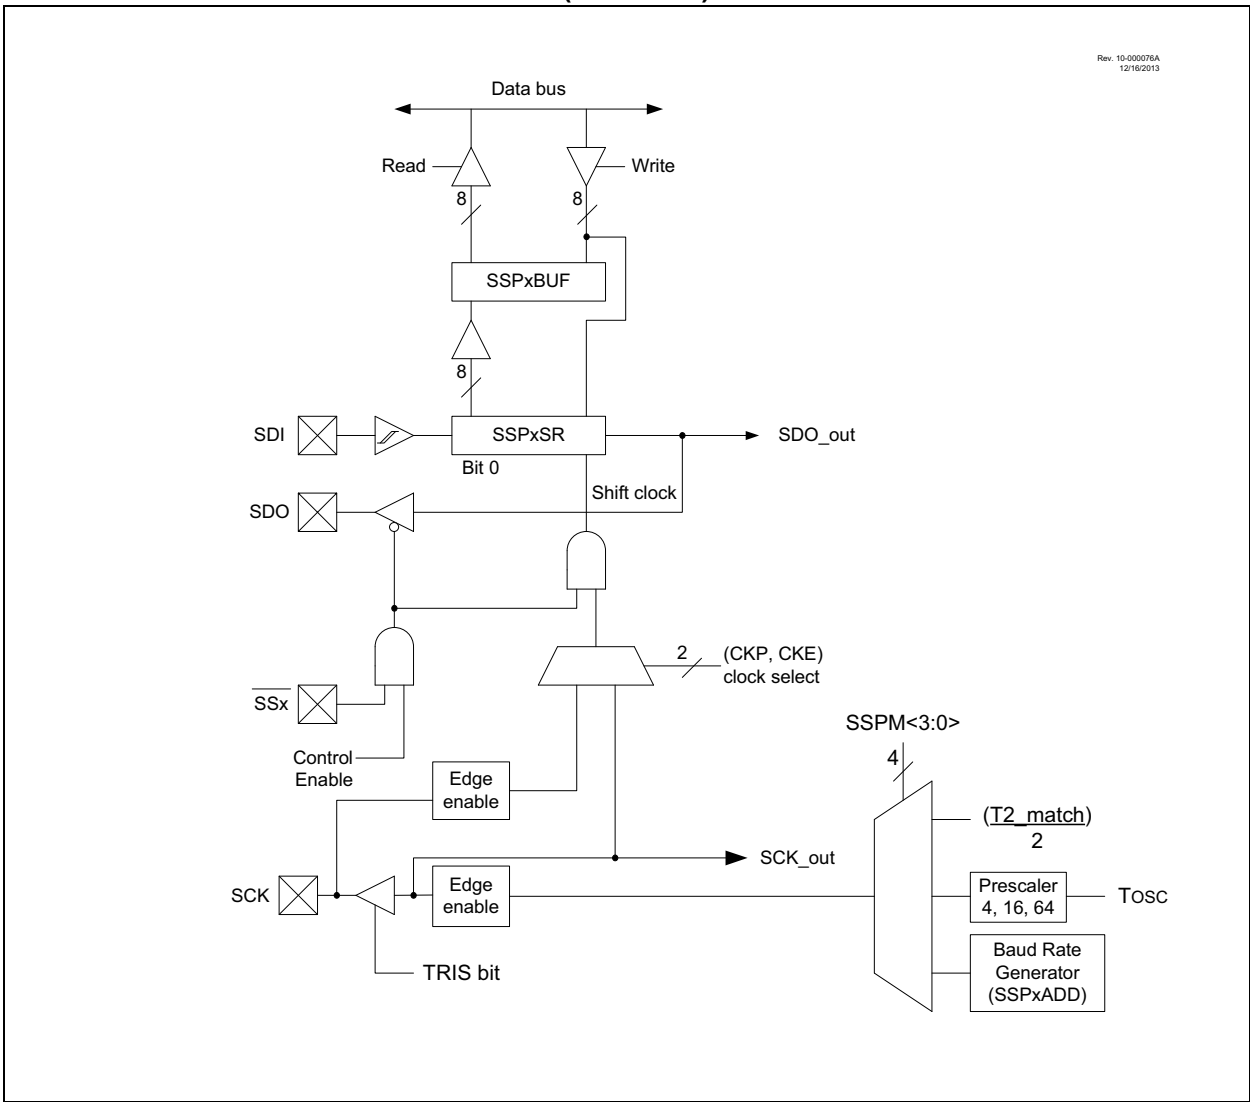 Rev. 10-000076A
12/16/2013
Data bus
Read
Write
8
8
SSPxBUF
8
SDI
SSPxSR
SDO_out
Bit 0
Shift clock
SDO
2
(CKP, CKE)
clock select
SSx
SSPM<3:0>
Control
Enable
4
Edge
enable
(T2_match)
2
SCK_out
SCK
Edge
enable
Prescaler
4, 16, 64
TOSC
TRIS bit
Baud Rate
Generator
(SSPxADD)